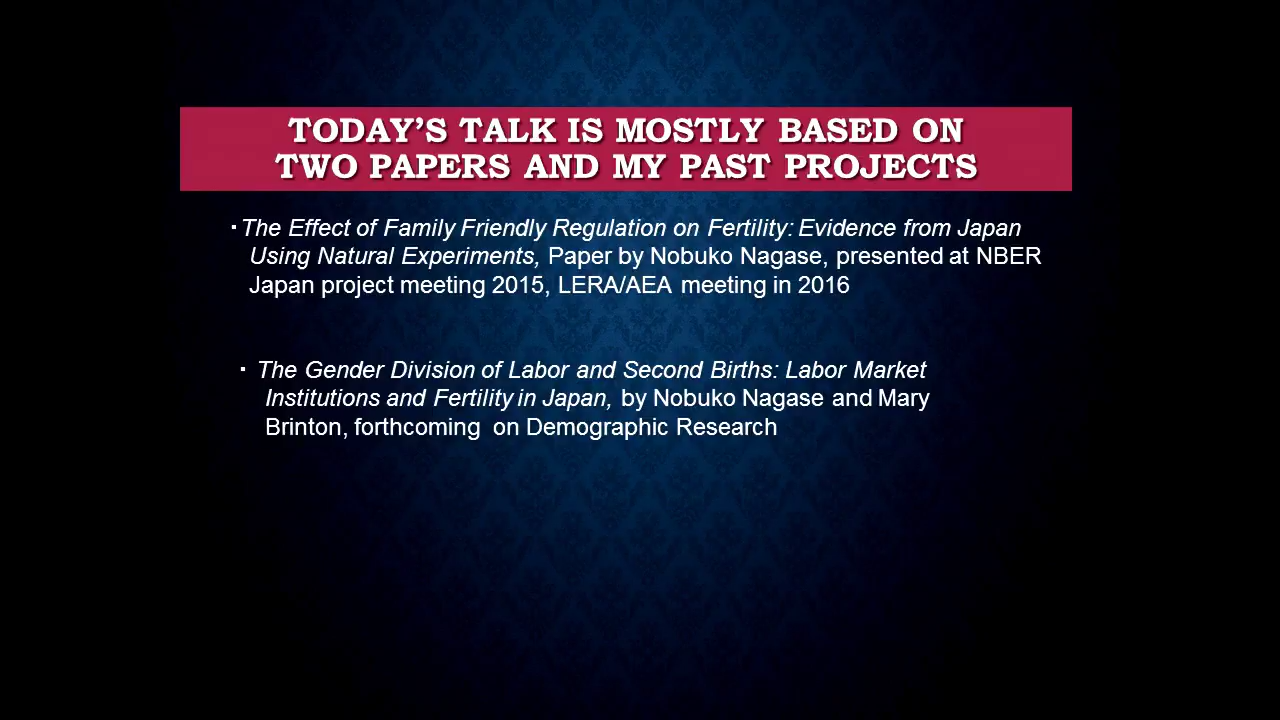 TODAY'S TALK IS MOSTLY BASED ON
TWO PAPERS AND MY PAST PROJECTS
▪ The Effect of Family Friendly Regulation on Fertility: Evidence from Japan
Using Natural Experiments, Paper by Nobuko Nagase, presented at NBER
Japan project meeting 2015, LERA/AEA meeting in 2016
▪ The Gender Division of Labor and Second Births: Labor Market
Institutions and Fertility in Japan, by Nobuko Nagase and Mary
Brinton, forthcoming on Demographic Research